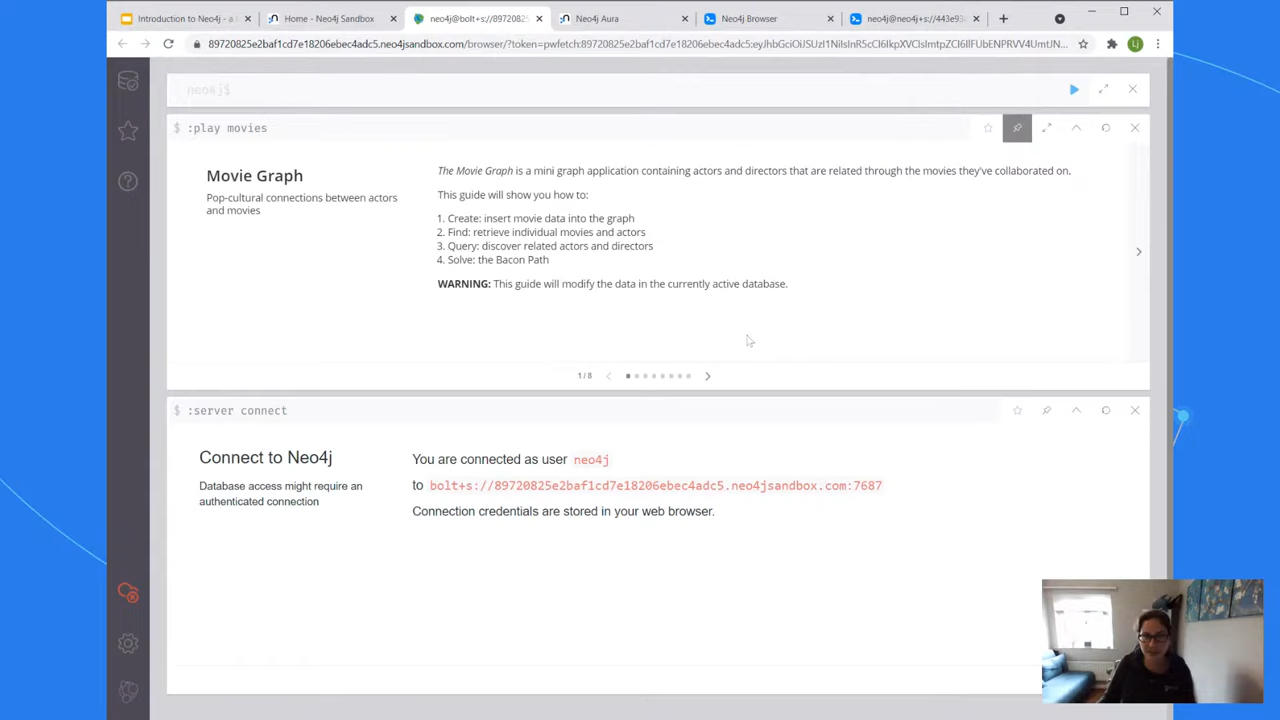 Introduction to Neo4j - a
Home - Neo4j Sandbox
neo4j@bolt+s://89720825
Neo4j Aura
Neo4j Browser
neo4j@neo4j+s://443e93
89720825e2baf1cd7e18206ebec4adc5.neo4jsandbox.com/browser/?token=pwfetch:89720825e2baf1cd7e18206ebec4adc5:
Lj
neo4j$
$ :play movies
Movie Graph
Pop-cultural connections between actors
and movies
The Movie Graph is a mini graph application containing actors and directors that are related through the movies they've collaborated on.
This guide will show you how to:
1. Create: insert movie data into the graph
2. Find: retrieve individual movies and actors
3. Query: discover related actors and directors
4. Solve: the Bacon Path
WARNING: This guide will modify the data in the currently active database.
1 / 8
$ :server connect
Connect to Neo4j
Database access might require an
authenticated connection
You are connected as user neo4j
to bolt+s://89720825e2baf1cd7e18206ebec4adc5.neo4jsandbox.com:7687
Connection credentials are stored in your web browser.